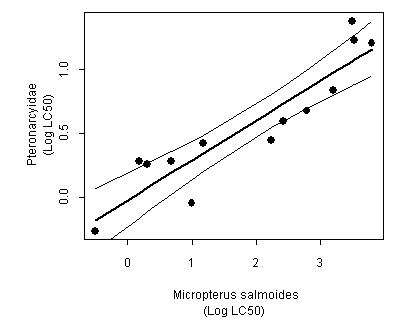 Pteronarcyidae
(Log LC50)
1.0
0.5
0.0
0 1 2 3
Micropterus salmoides
(Log LC50)